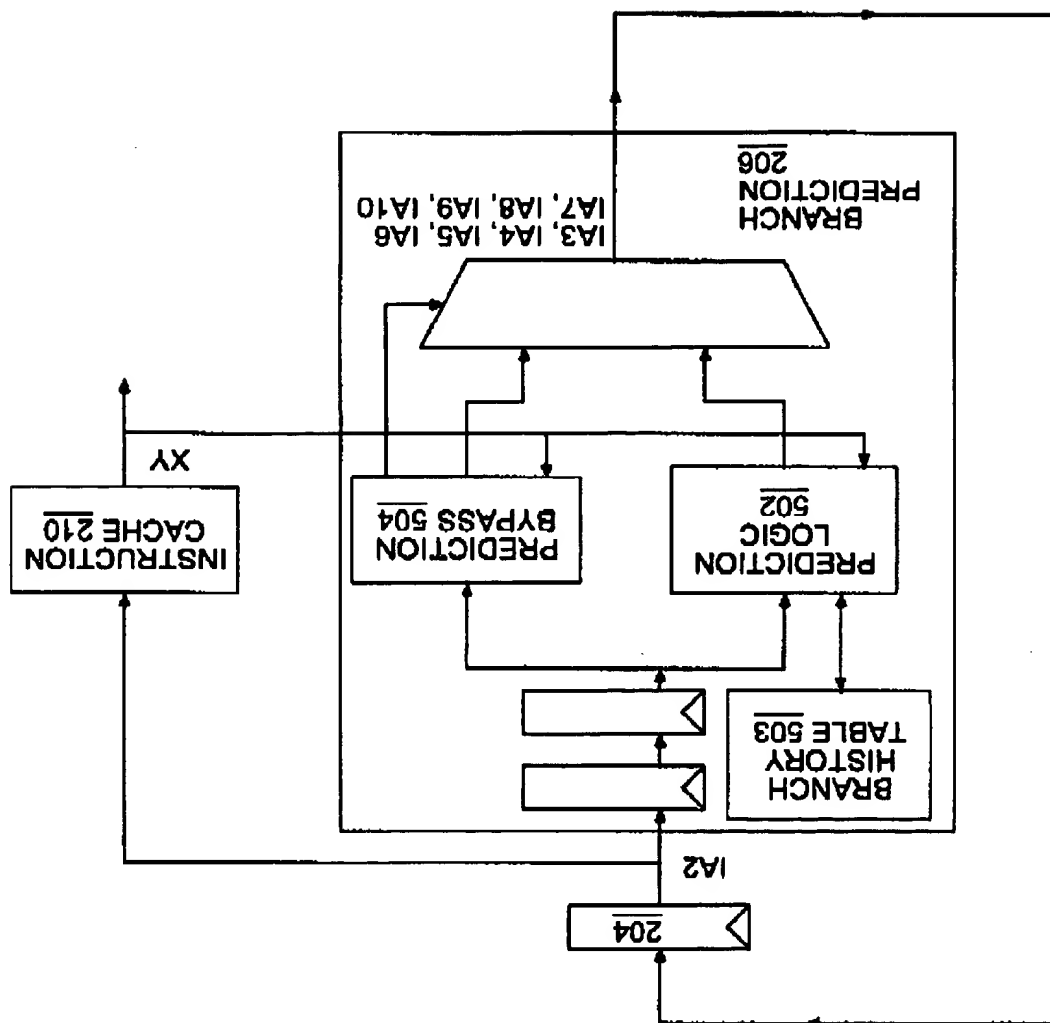 204
IA2
BRANCH
HISTORY
TABLE 503
PREDICTION
LOGIC
502
PREDICTION
BYPASS 504
INSTRUCTION
CACHE 210
XY
IA3, IA4, IA5, IA6
IA7, IA8, IA9, IA10
BRANCH
PREDICTION
206